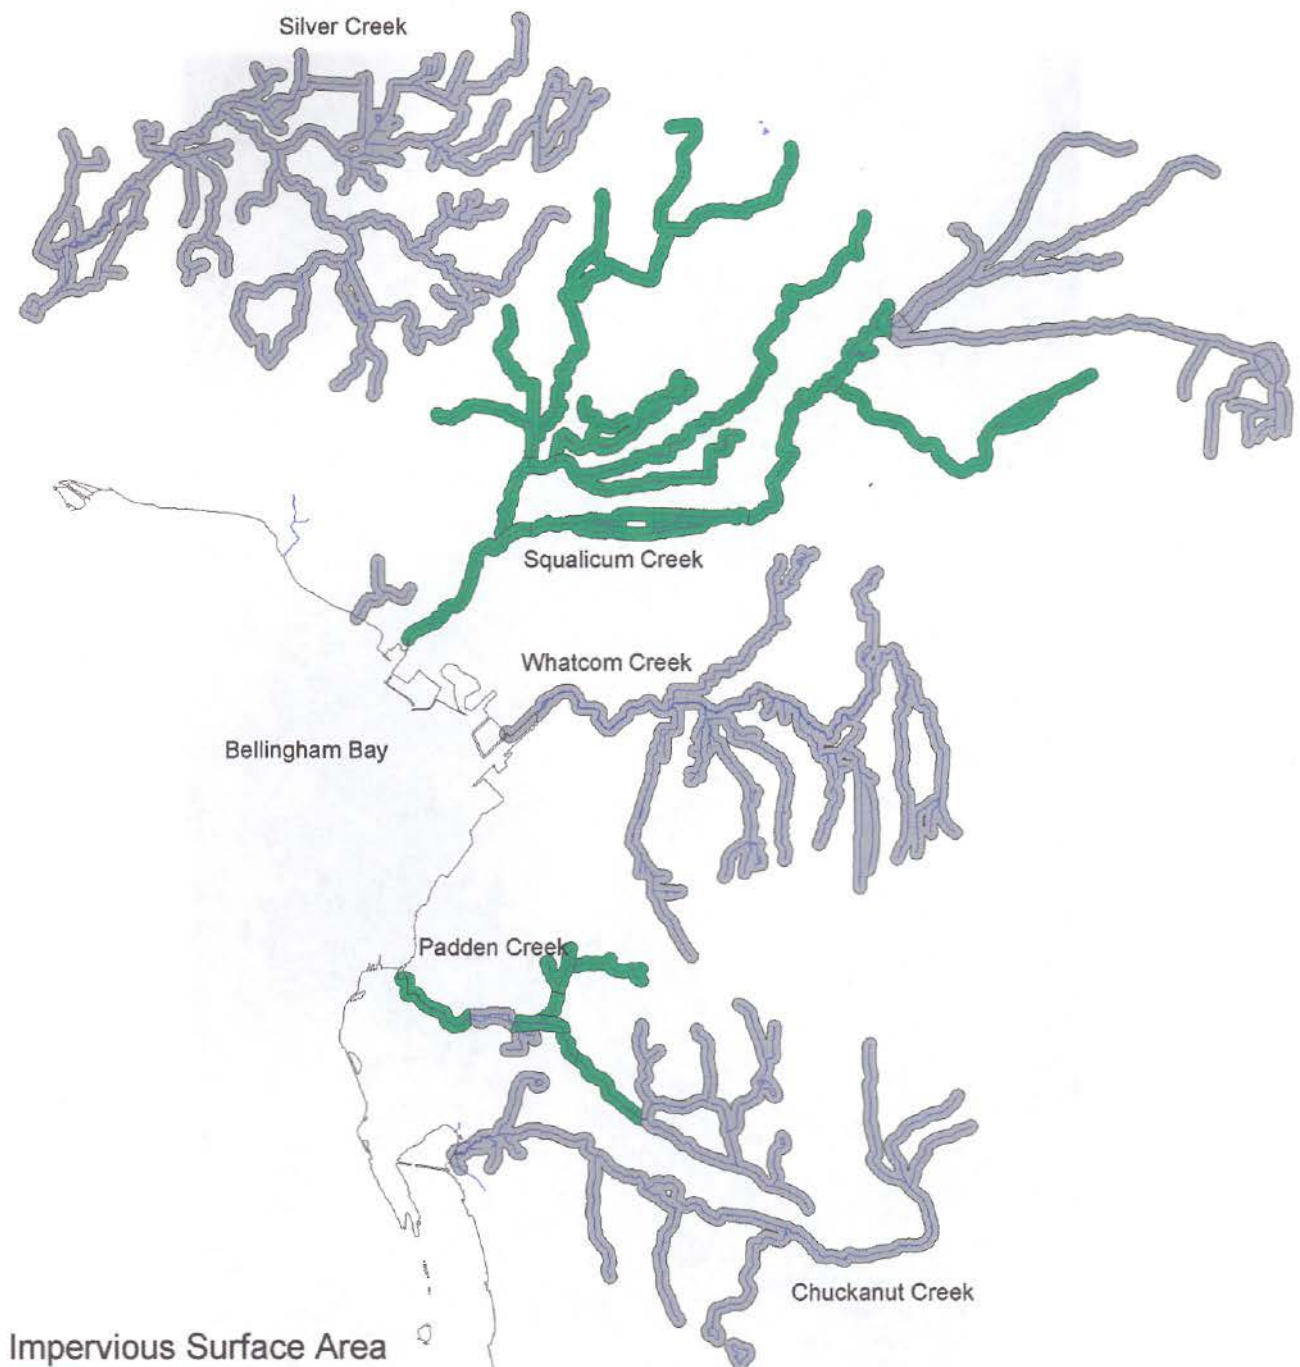 Silver Creek
Squalicum Creek
Whatcom Creek
Bellingham Bay
Padden Creek
Chuckanut Creek
Impervious Surface Area